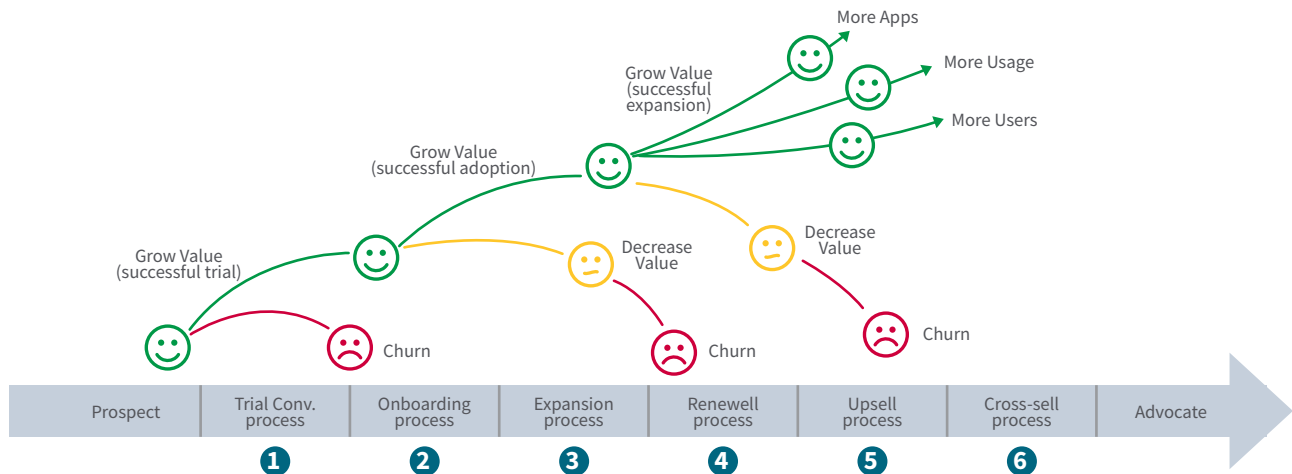 More Apps
Grow Value
(successful
expansion)
More Usage
More Users
Grow Value
(successful adoption)
Grow Value
(successful trial)
Decrease
Value
Decrease
Value
Churn
Churn
Churn
Prospect
Trial Conv.
process
Onboarding
process
Expansion
process
Renewell
process
Upsell
process
Cross-sell
process
Advocate
1
2
3
4
5
6